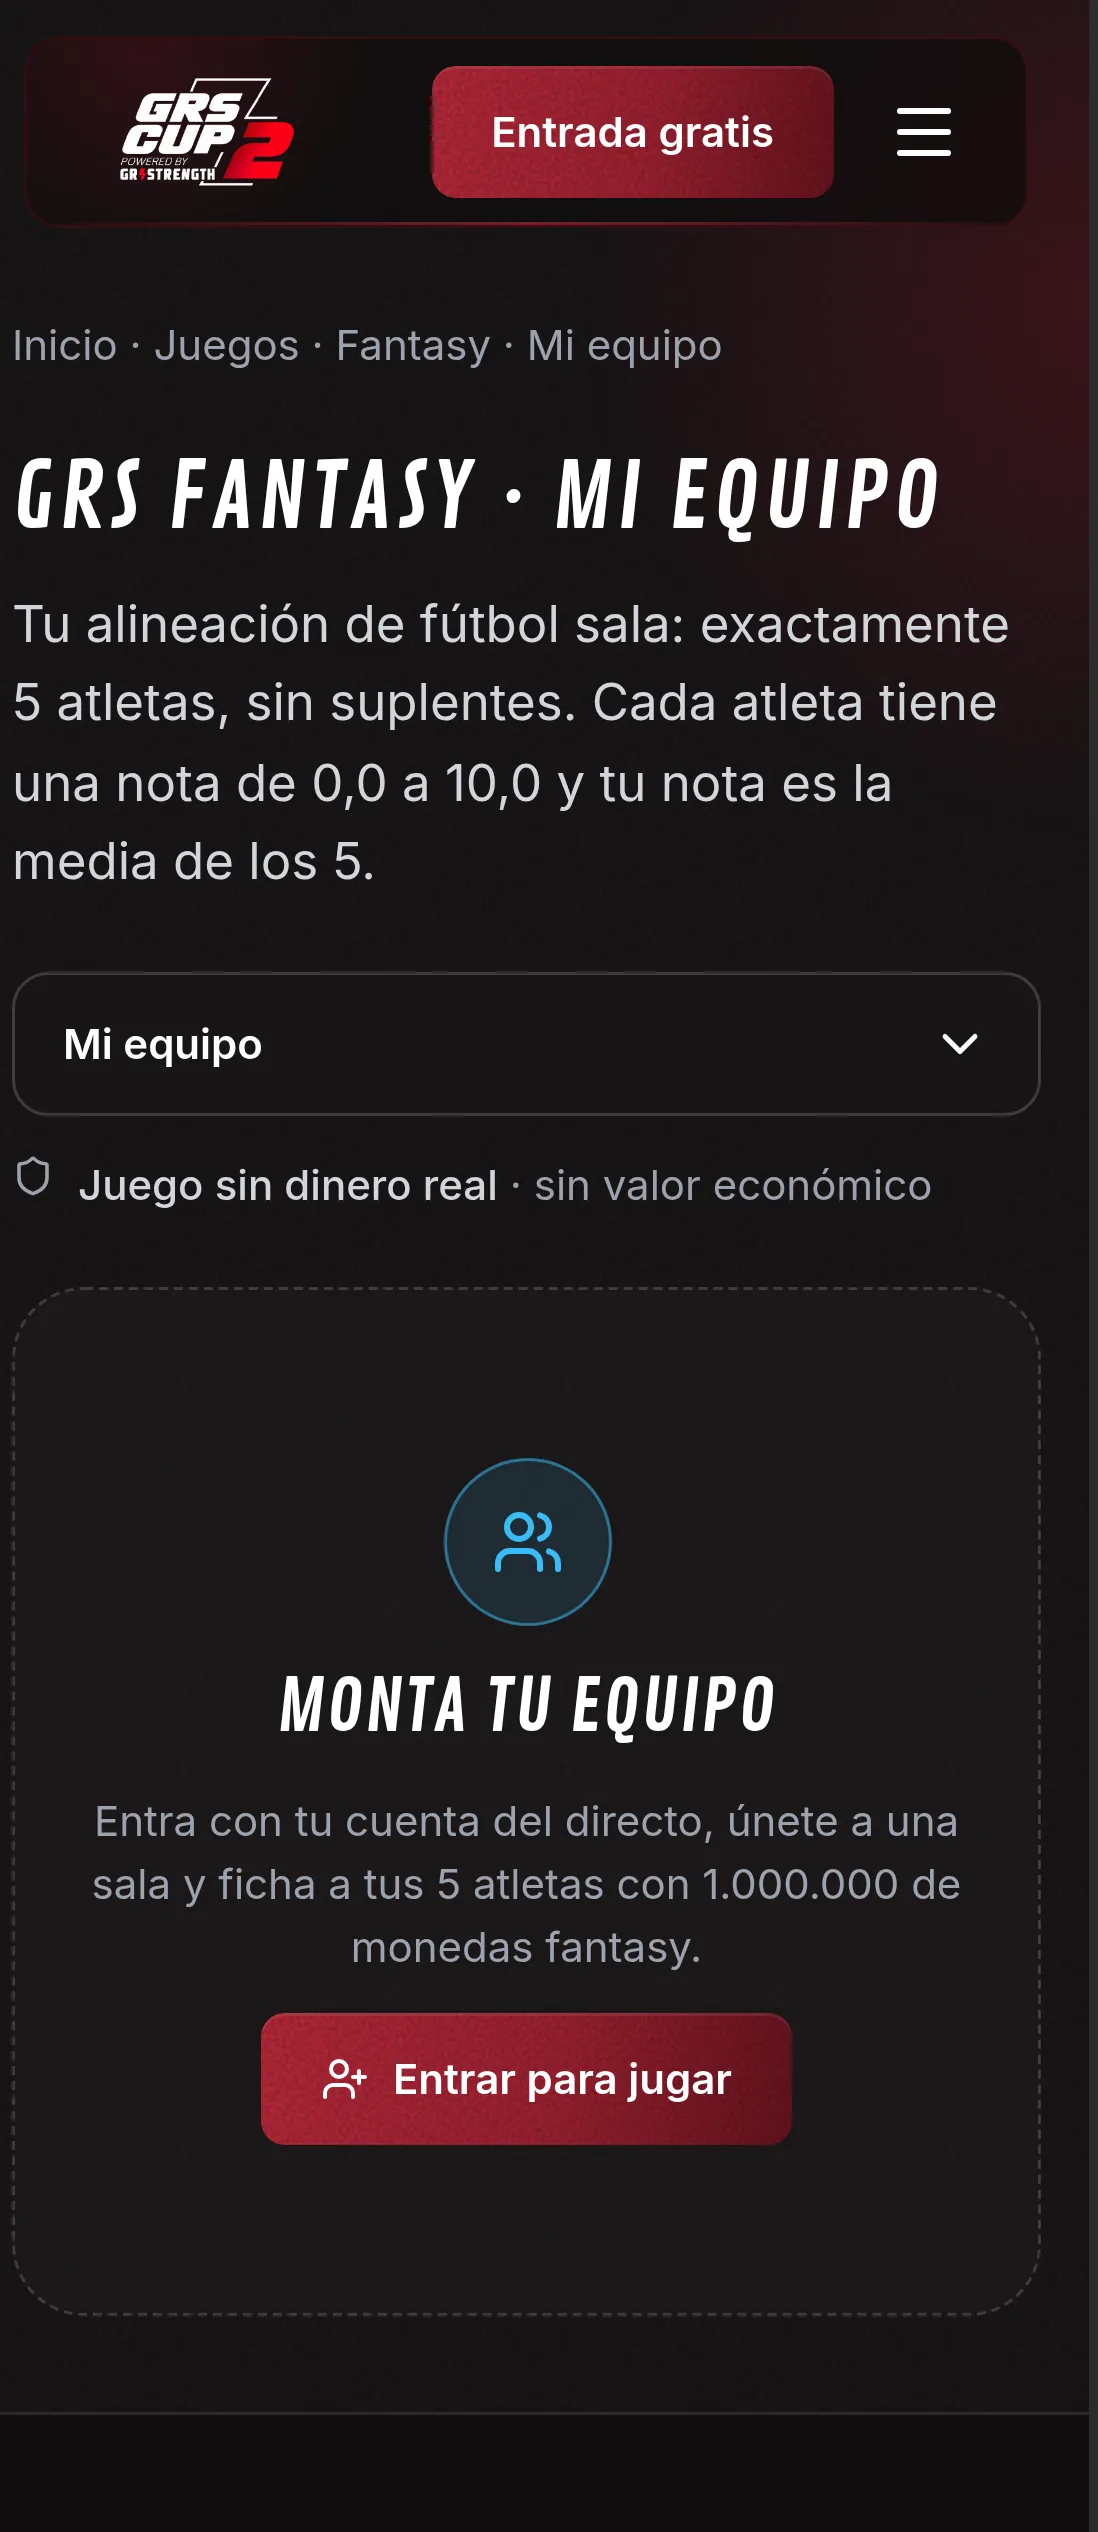 GRS
CUP 2
POWERED BY
GRSTRENGTH
Entrada gratis
Inicio · Juegos · Fantasy · Mi equipo
GRS FANTASY · MI EQUIPO
Tu alineación de fútbol sala: exactamente
5 atletas, sin suplentes. Cada atleta tiene
una nota de 0,0 a 10,0 y tu nota es la
media de los 5.
Mi equipo
Juego sin dinero real · sin valor económico
MONTA TU EQUIPO
Entra con tu cuenta del directo, únete a una
sala y ficha a tus 5 atletas con 1.000.000 de
monedas fantasy.
Entrar para jugar